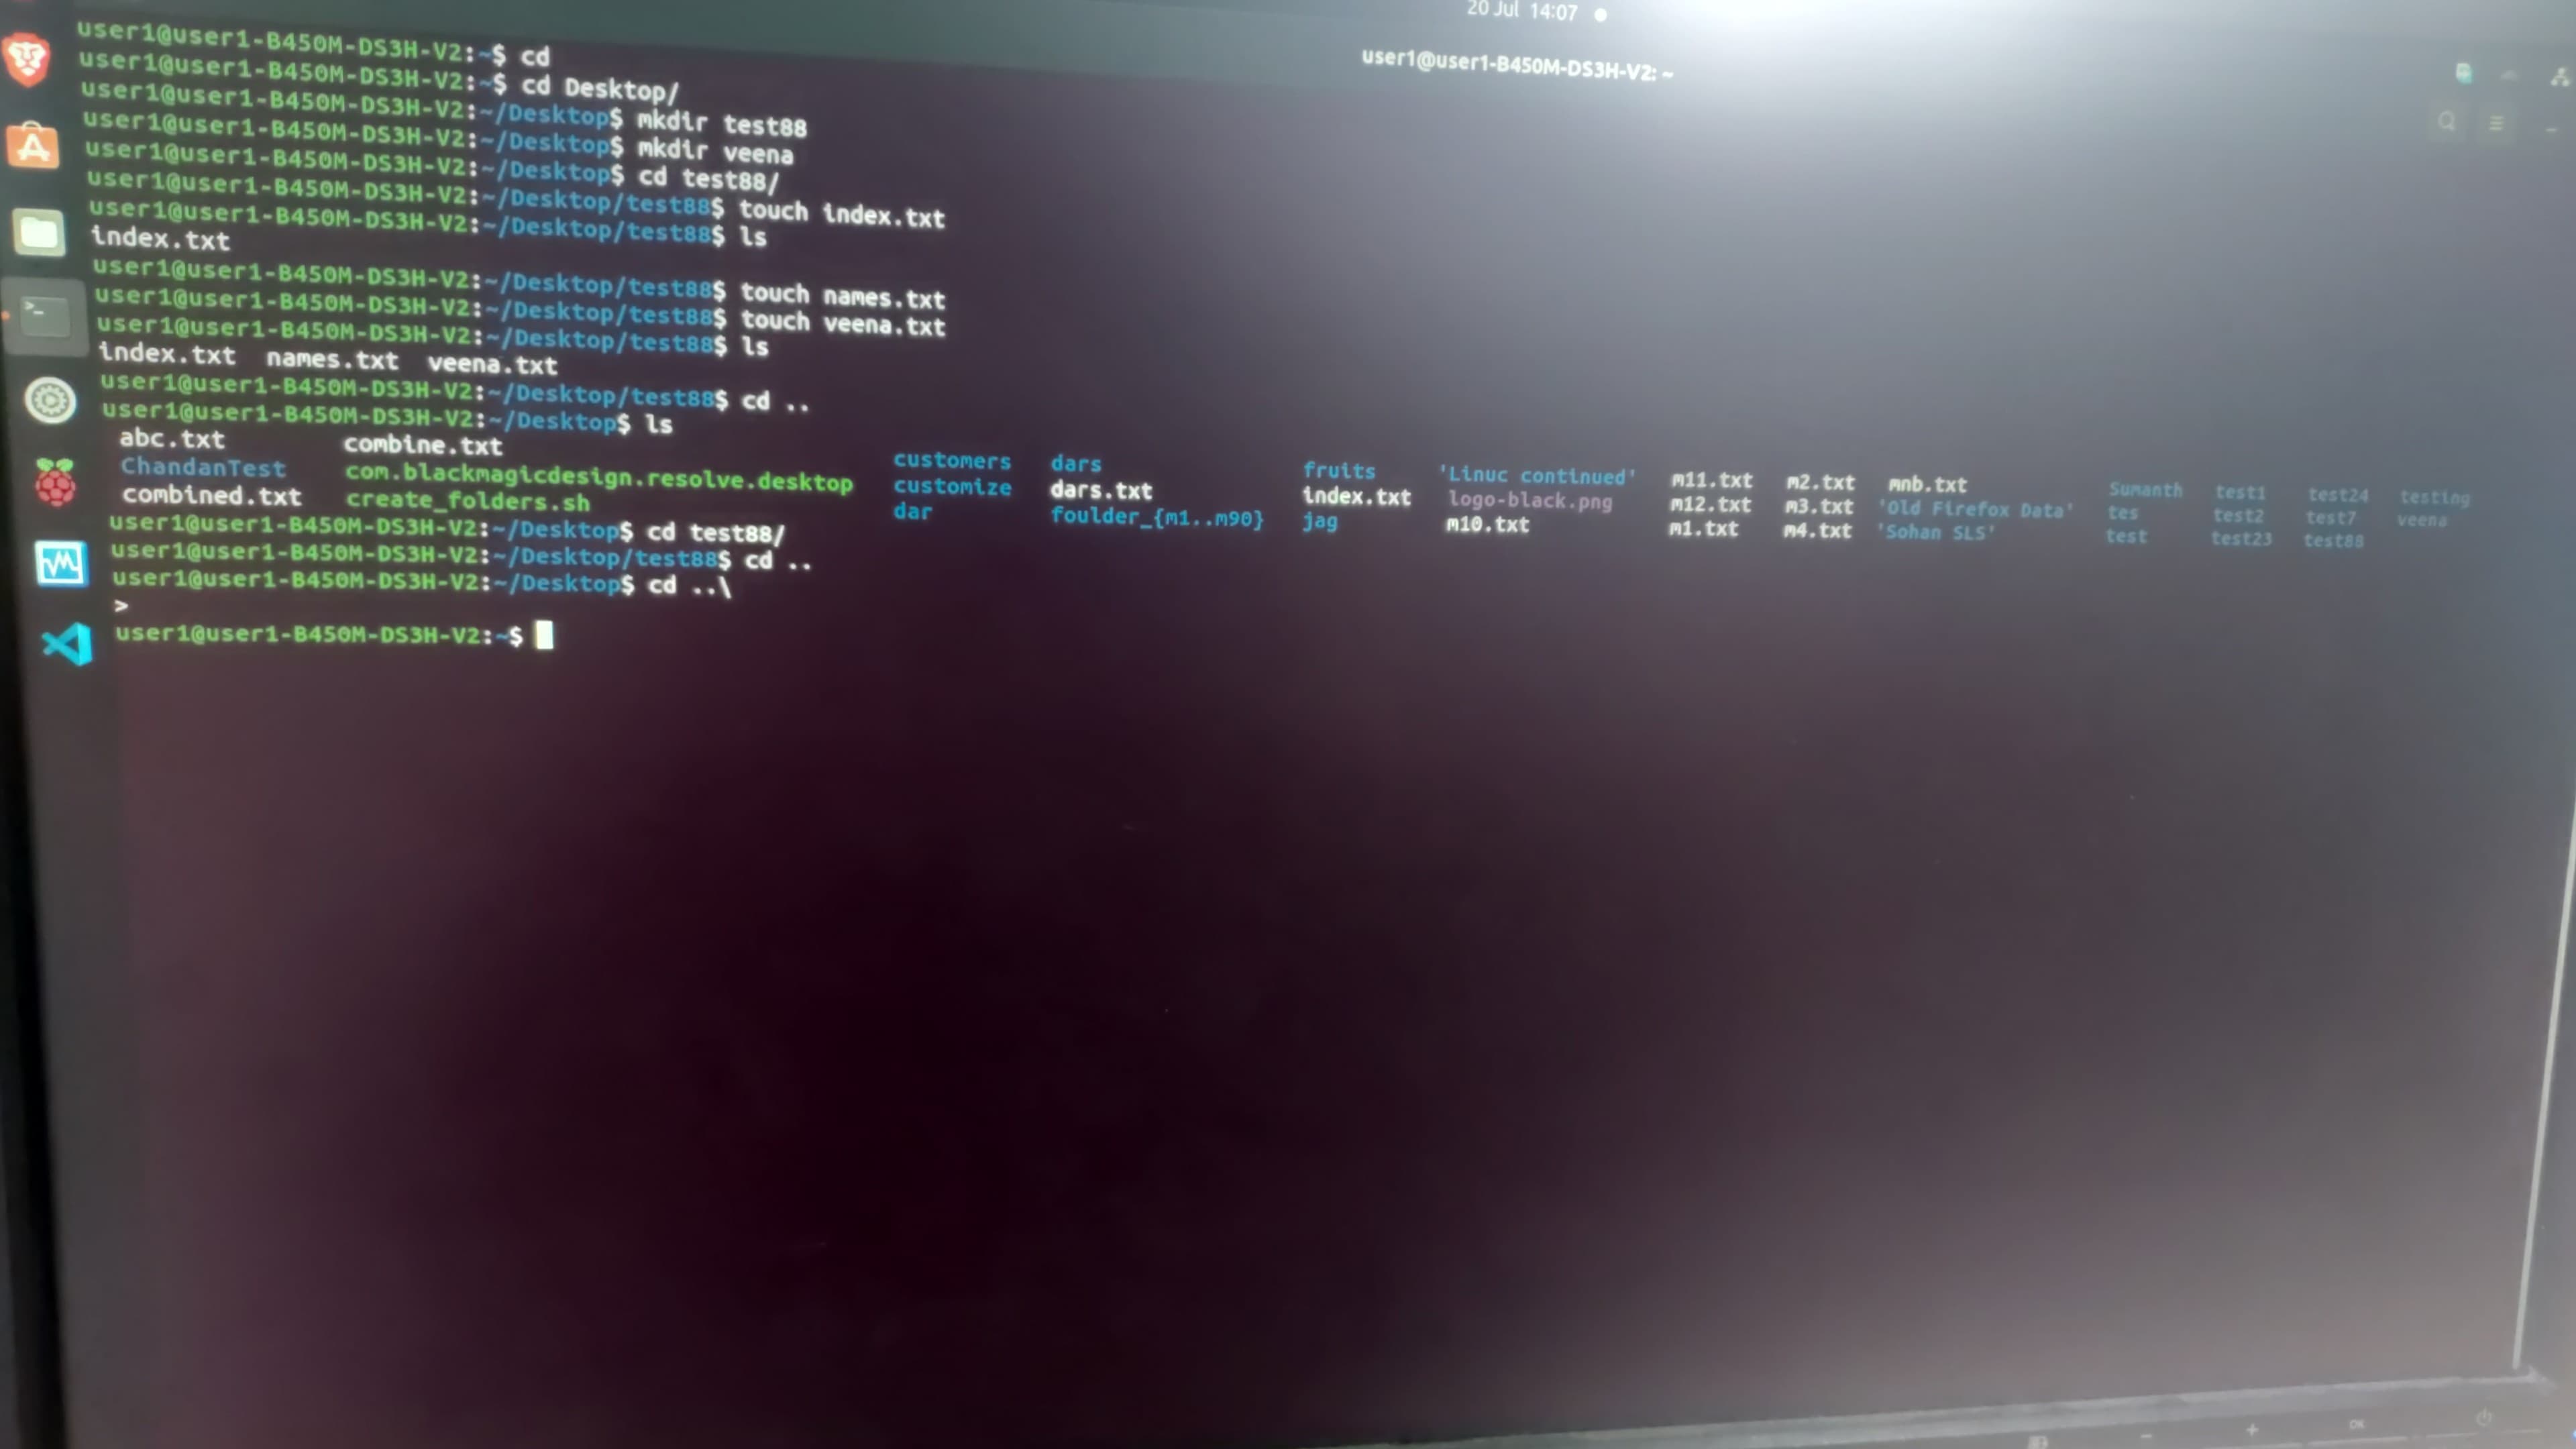 20 Jul 14:07
user1@user1-B450M-DS3H-V2: ~
user1@user1-B450M-DS3H-V2:~$ cd
user1@user1-B450M-DS3H-V2:~$ cd Desktop/
user1@user1-B450M-DS3H-V2:~/Desktop$ mkdir test88
user1@user1-B450M-DS3H-V2:~/Desktop$ mkdir veena
user1@user1-B450M-DS3H-V2:~/Desktop$ cd test88/
user1@user1-B450M-DS3H-V2:~/Desktop/test88$ touch index.txt
user1@user1-B450M-DS3H-V2:~/Desktop/test88$ ls
index.txt
user1@user1-B450M-DS3H-V2:~/Desktop/test88$ touch names.txt
user1@user1-B450M-DS3H-V2:~/Desktop/test88$ touch veena.txt
user1@user1-B450M-DS3H-V2:~/Desktop/test88$ ls
index.txt names.txt veena.txt
user1@user1-B450M-DS3H-V2:~/Desktop/test88$ cd ..
user1@user1-B450M-DS3H-V2:~/Desktop$ ls
abc.txt combine.txt customers dars fruits 'Linuc continued' m11.txt m2.txt mnb.txt Sumanth test1 test24 testing
ChandanTest com.blackmagicdesign.resolve.desktop customize dars.txt index.txt logo-black.png m12.txt m3.txt 'Old Firefox Data' tes test2 test7 veena
combined.txt create_folders.sh dar foulder_{m1..m90} jag m10.txt m1.txt m4.txt 'Sohan SLS' test test23 test88
user1@user1-B450M-DS3H-V2:~/Desktop$ cd test88/
user1@user1-B450M-DS3H-V2:~/Desktop/test88$ cd ..
user1@user1-B450M-DS3H-V2:~/Desktop$ cd ..\
>
user1@user1-B450M-DS3H-V2:~$
OK